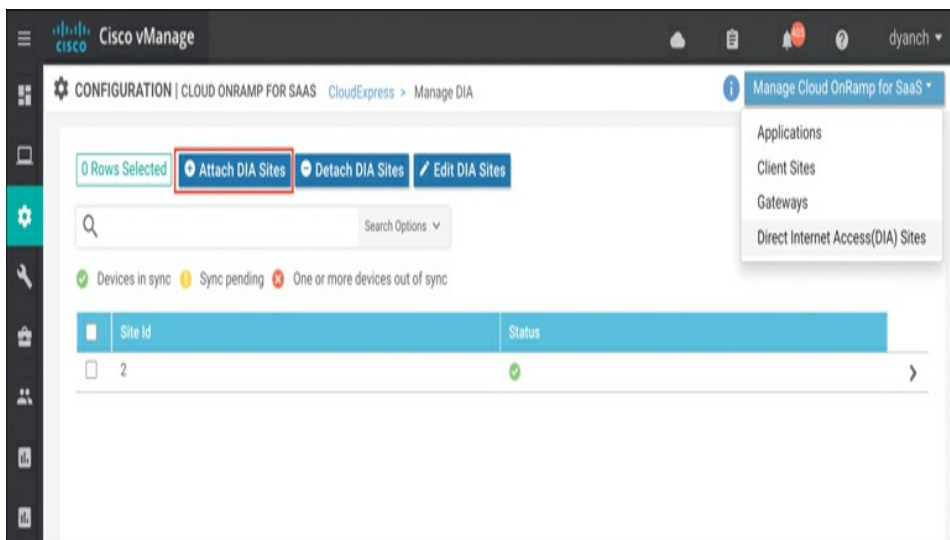 CISCO Cisco vManage
405
dyanch
CONFIGURATION | CLOUD ONRAMP FOR SAAS CloudExpress > Manage DIA
Manage Cloud OnRamp for SaaS
Applications
Client Sites
Gateways
Direct Internet Access(DIA) Sites
0 Rows Selected
Attach DIA Sites
Detach DIA Sites
Edit DIA Sites
Search Options
Devices in sync
Sync pending
One or more devices out of sync
Site Id Status
2